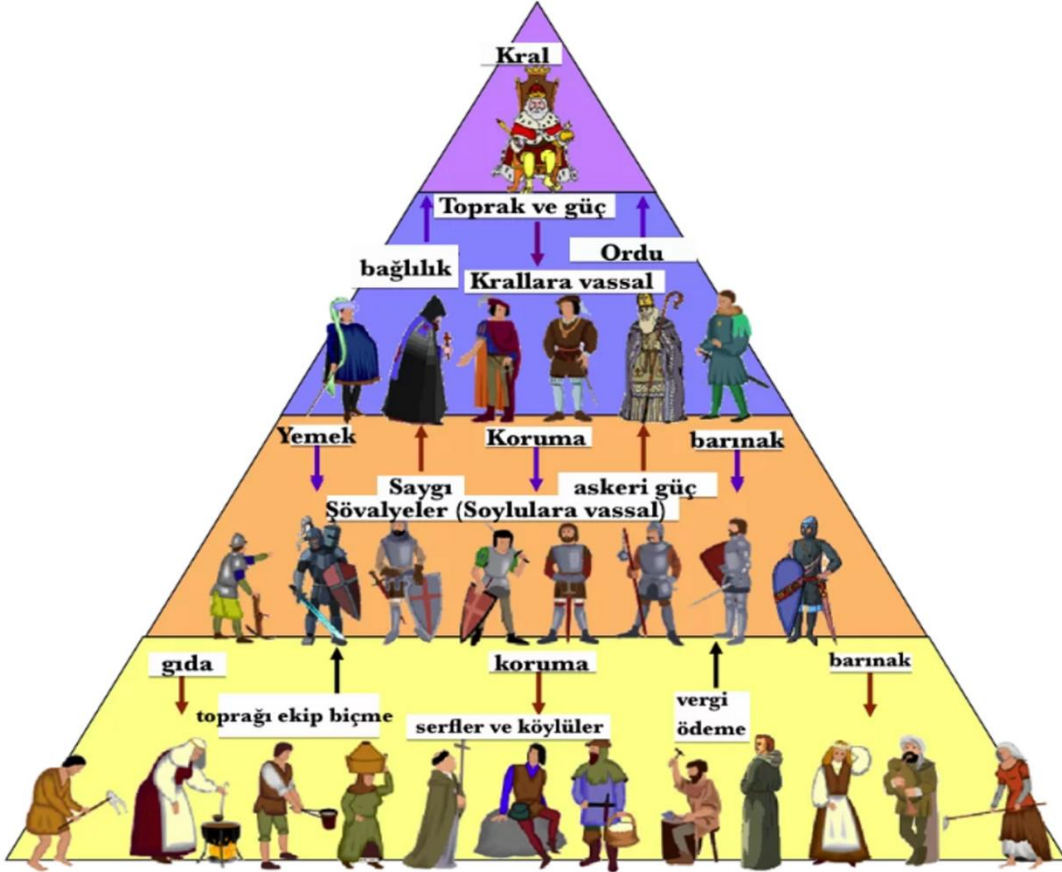 Kral
Toprak ve güç
bağlılık
Ordu
Krallara vassal
Yemek
Koruma
barınak
Saygı
askeri güç
Şövalyeler (Soylulara vassal)
gıda
koruma
barınak
toprağı ekip biçme
serfler ve köylüler
vergi
ödeme